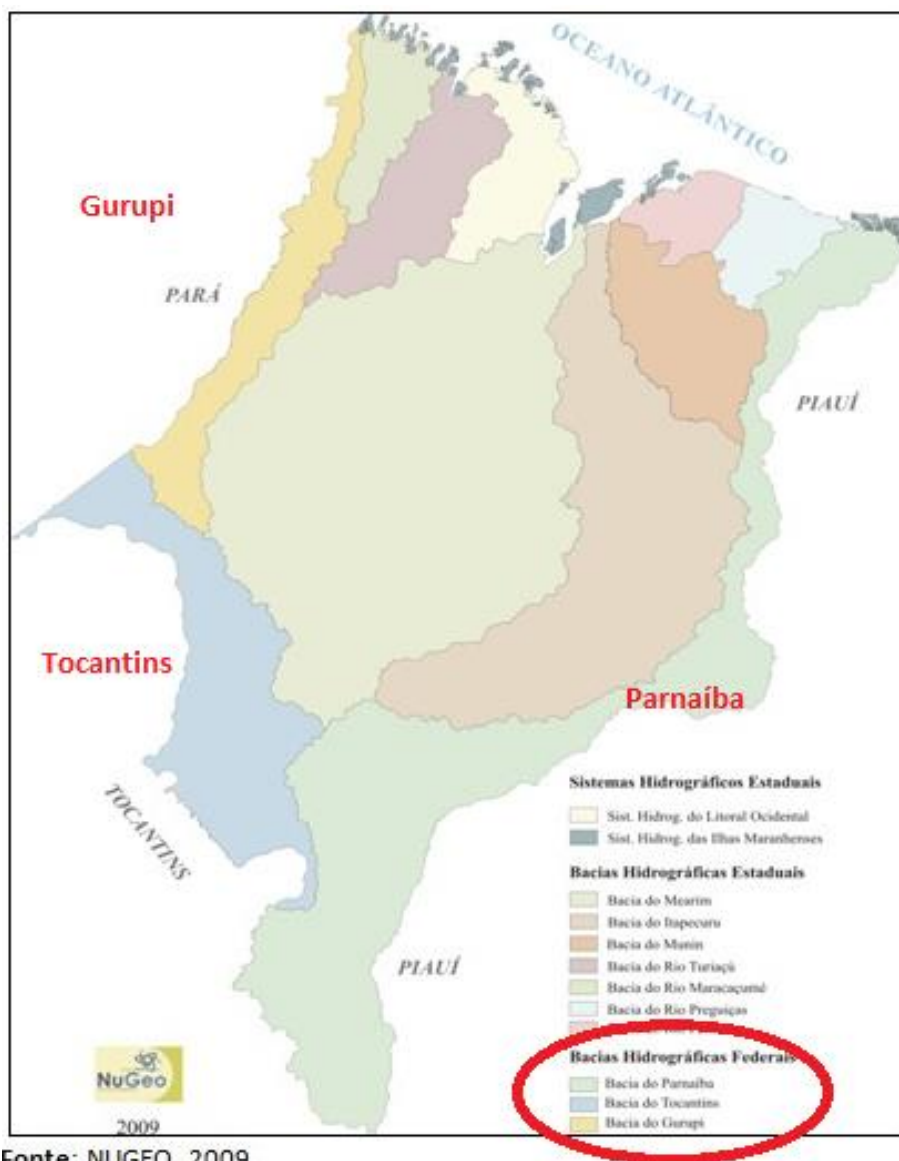 OCEANO ATLÂNTICO
Gurupi
PARÁ
PIAUÍ
Tocantins
Parnaíba
TOCANTINS
PIAUÍ
Sistemas Hidrográficos Estaduais
Sist. Hidrog. do Litoral Ocidental
Sist. Hidrog. das Ilhas Maranhenses
Bacias Hidrográficas Estaduais
Bacia do Mearim
Bacia do Itapecuru
Bacia do Munin
Bacia do Rio Turiaçú
Bacia do Rio Maracaçumé
Bacia do Rio Preguiças
Bacias Hidrográficas Federais
Bacia do Parnaíba
Bacia do Tocantins
Bacia do Gurupi
NuGeo
2009
Fonte: NUGEO, 2009